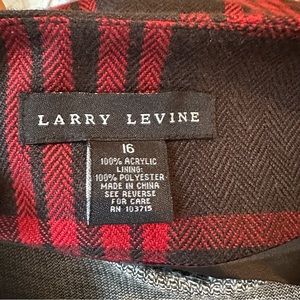 LARRY LEVINE
16
100% ACRYLIC
LINING:
100% POLYESTER
MADE IN CHINA
SEE REVERSE
FOR CARE
RN 103715